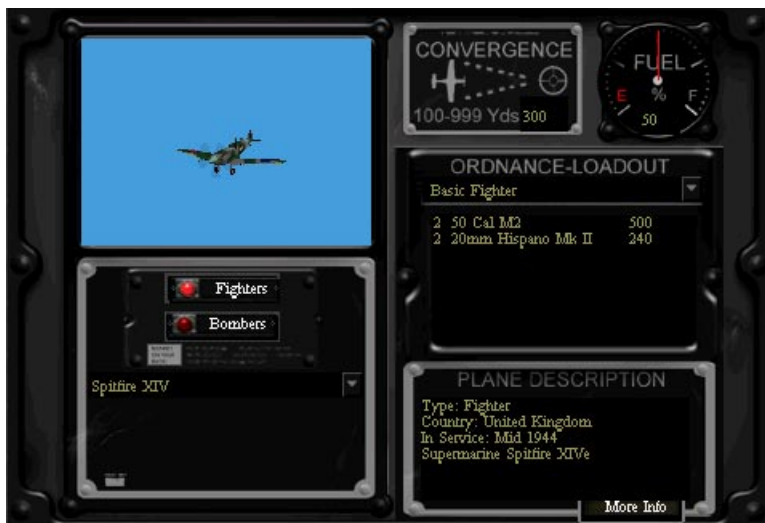 CONVERGENCE
100-999 Yds 300
FUEL
E % F
50
ORDNANCE-LOADOUT
Basic Fighter
2 50 Cal M2 500
2 20mm Hispano Mk II 240
Fighters
Bombers
Spitfire XIV
PLANE DESCRIPTION
Type: Fighter
Country: United Kingdom
In Service: Mid 1944
Supermarine Spitfire XIVe
More Info